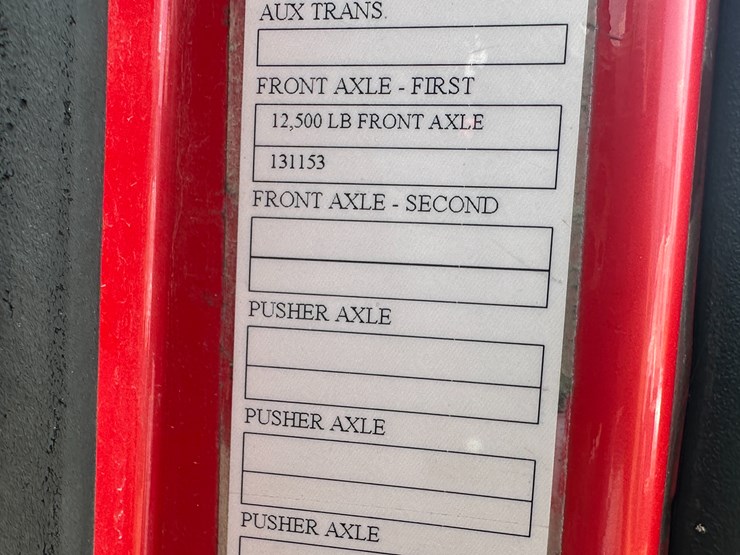 AUX TRANS.
FRONT AXLE - FIRST
12,500 LB FRONT AXLE
131153
FRONT AXLE - SECOND
PUSHER AXLE
PUSHER AXLE
PUSHER AXLE